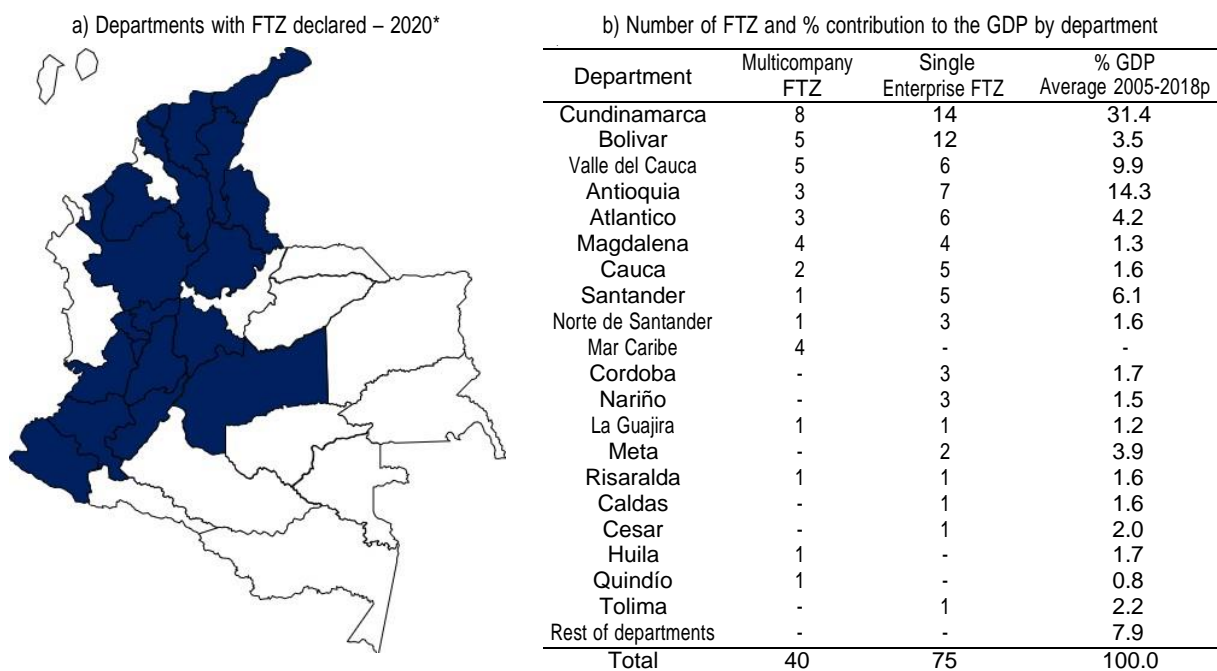 a) Departments with FTZ declared – 2020*
b) Number of FTZ and % contribution to the GDP by department
Department Multicompany FTZ Single Enterprise FTZ % GDP Average 2005-2018p
Cundinamarca 8 14 31.4
Bolivar 5 12 3.5
Valle del Cauca 5 6 9.9
Antioquia 3 7 14.3
Atlantico 3 6 4.2
Magdalena 4 4 1.3
Cauca 2 5 1.6
Santander 1 5 6.1
Norte de Santander 1 3 1.6
Mar Caribe 4 - -
Cordoba - 3 1.7
Nariño - 3 1.5
La Guajira 1 1 1.2
Meta - 2 3.9
Risaralda 1 1 1.6
Caldas - 1 1.6
Cesar - 1 2.0
Huila 1 - 1.7
Quindío 1 - 0.8
Tolima - 1 2.2
Rest of departments - - 7.9
Total 40 75 100.0